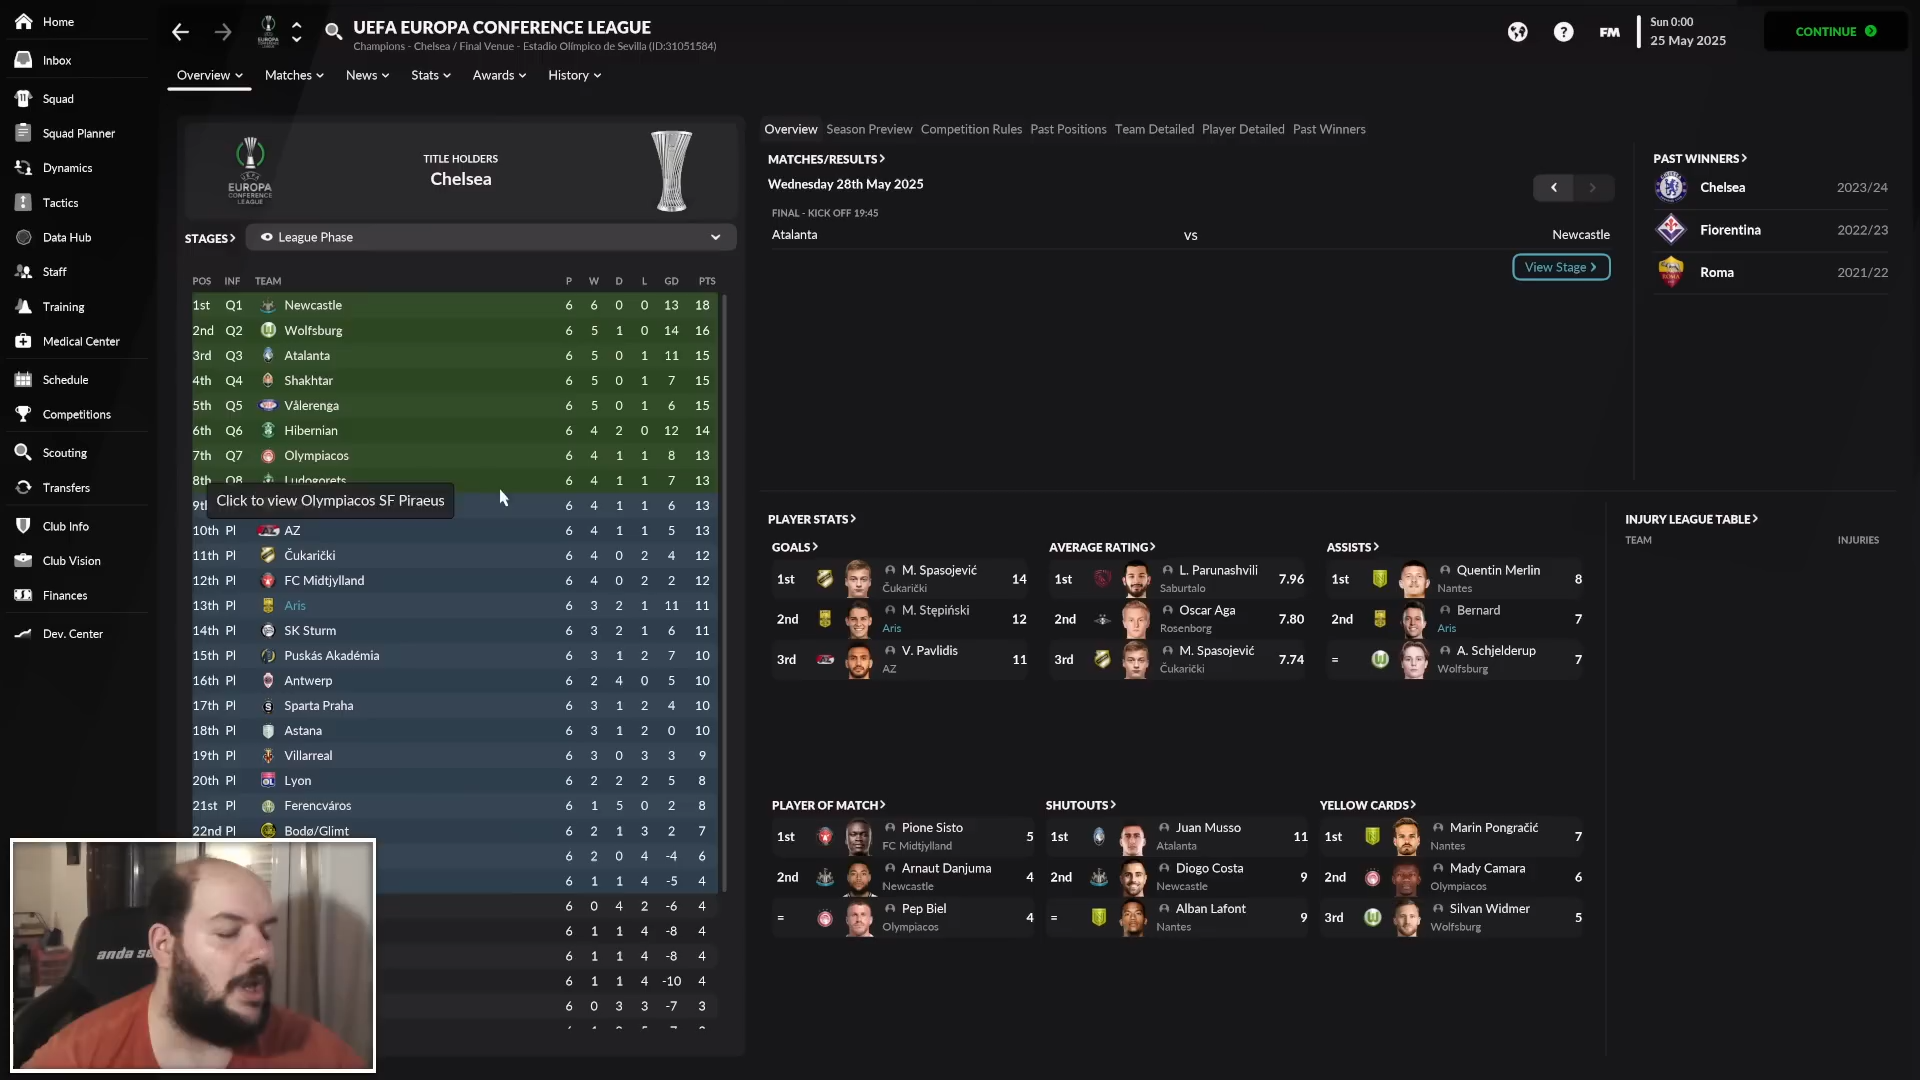 Home
Inbox
Squad
Squad Planner
Dynamics
Tactics
Data Hub
Staff
Training
Medical Center
Schedule
Competitions
Scouting
Transfers
Club Info
Club Vision
Finances
Dev. Center
UEFA EUROPA CONFERENCE LEAGUE
Champions - Chelsea / Final Venue - Estadio Olímpico de Sevilla (ID:31051584)
FM
Sun 0:00
25 May 2025
CONTINUE
Overview Matches News Stats Awards History
EUROPA
CONFERENCE
LEAGUE
TITLE HOLDERS
Chelsea
STAGES> League Phase
POS INF TEAM P W D L GD PTS
1st Q1 Newcastle 6 6 0 0 13 18
2nd Q2 Wolfsburg 6 5 1 0 14 16
3rd Q3 Atalanta 6 5 0 1 11 15
4th Q4 Shakhtar 6 5 0 1 7 15
5th Q5 Vålerenga 6 5 0 1 6 15
6th Q6 Hibernian 6 4 2 0 12 14
7th Q7 Olympiacos 6 4 1 1 8 13
8th Q8 Ludogorets 6 4 1 1 7 13
9th 6 4 1 1 6 13
Click to view Olympiacos SF Piraeus
10th Pl AZ 6 4 1 1 5 13
11th Pl Čukarički 6 4 0 2 4 12
12th Pl FC Midtjylland 6 4 0 2 2 12
13th Pl Aris 6 3 2 1 11 11
14th Pl SK Sturm 6 3 2 1 6 11
15th Pl Puskás Akadémia 6 3 1 2 7 10
16th Pl Antwerp 6 2 4 0 5 10
17th Pl Sparta Praha 6 3 1 2 4 10
18th Pl Astana 6 3 1 2 0 10
19th Pl Villarreal 6 3 0 3 3 9
20th Pl Lyon 6 2 2 2 5 8
21st Pl Ferencváros 6 1 5 0 2 8
22nd Pl Bodø/Glimt 6 2 1 3 2 7
6 2 0 4 -4 6
6 1 1 4 -5 4
6 0 4 2 -6 4
6 1 1 4 -8 4
6 1 1 4 -8 4
6 1 1 4 -10 4
6 0 3 3 -7 3
Overview Season Preview Competition Rules Past Positions Team Detailed Player Detailed Past Winners
MATCHES/RESULTS>
Wednesday 28th May 2025
FINAL - KICK OFF 19:45
Atalanta vs Newcastle
View Stage >
PAST WINNERS>
Chelsea 2023/24
Fiorentina 2022/23
Roma 2021/22
PLAYER STATS>
GOALS>
1st M. Spasojević 14
Čukarički
2nd M. Stępiński 12
Aris
3rd V. Pavlidis 11
AZ
AVERAGE RATING>
1st L. Parunashvili 7.96
Saburtalo
2nd Oscar Aga 7.80
Rosenborg
3rd M. Spasojević 7.74
Čukarički
ASSISTS>
1st Quentin Merlin 8
Nantes
2nd Bernard 7
Aris
= A. Schjelderup 7
Wolfsburg
INJURY LEAGUE TABLE>
TEAM INJURIES
PLAYER OF MATCH>
1st Pione Sisto 5
FC Midtjylland
2nd Arnaut Danjuma 4
Newcastle
= Pep Biel 4
Olympiacos
SHUTOUTS>
1st Juan Musso 11
Atalanta
2nd Diogo Costa 9
Newcastle
= Alban Lafont 9
Nantes
YELLOW CARDS>
1st Marin Pongračić 7
Nantes
2nd Mady Camara 6
Olympiacos
3rd Silvan Widmer 5
Wolfsburg
anda se